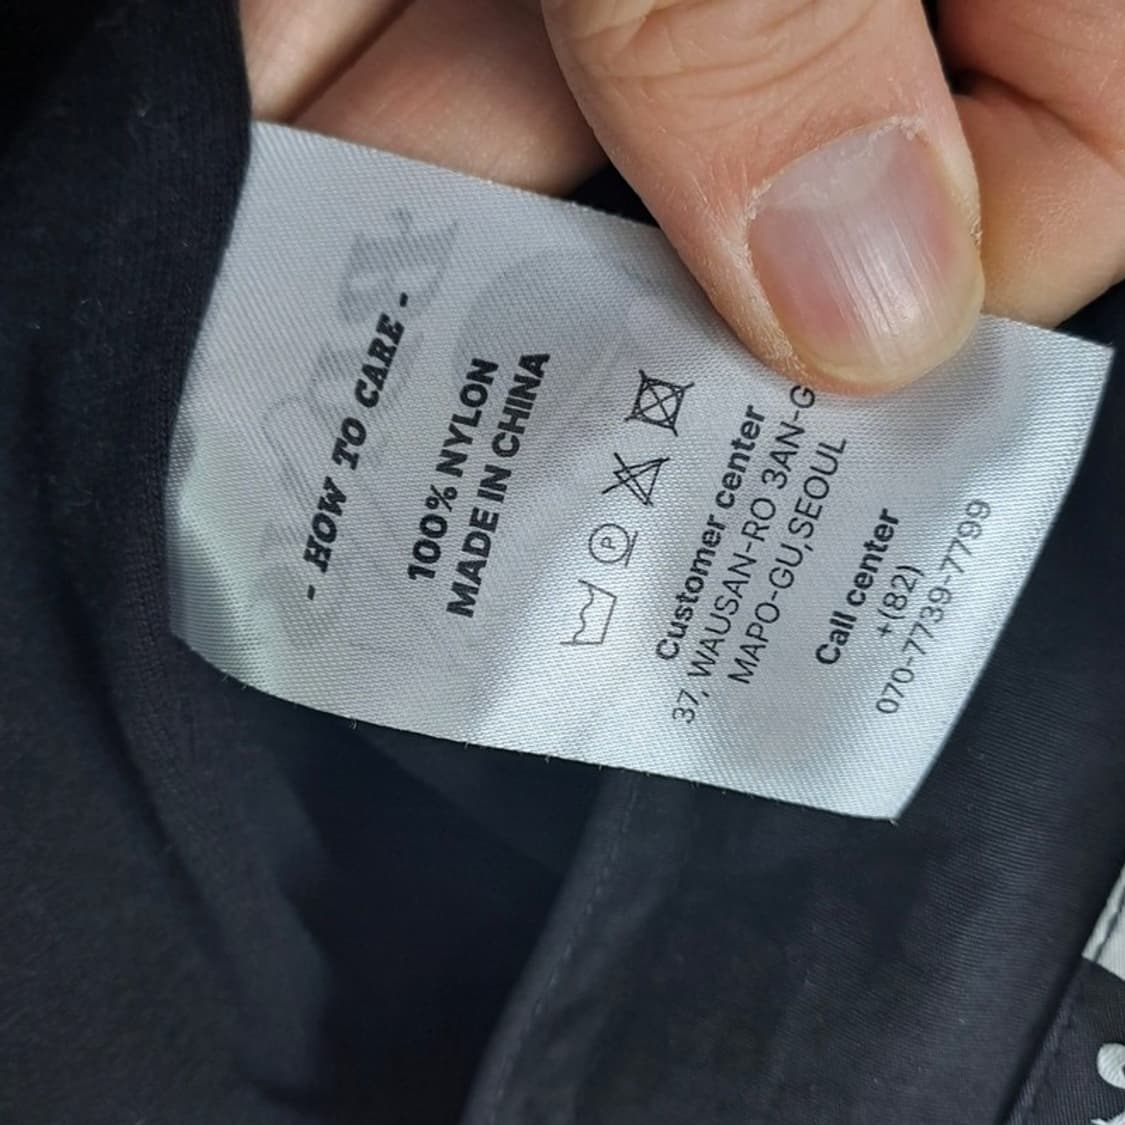 - HOW TO CARE -
100% NYLON
MADE IN CHINA
P
Customer center
37, WAUSAN-RO 3AN-G
MAPO-GU,SEOUL
Call center
+(82)
070-7739-7799